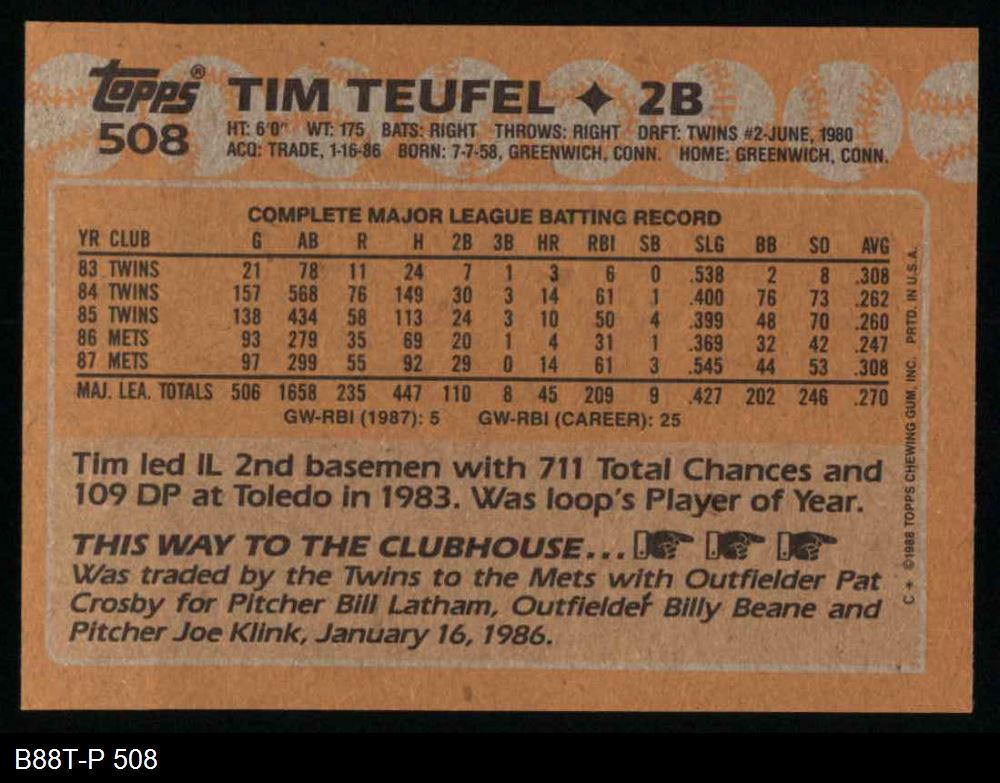 topps® TIM TEUFEL ✦ 2B
508
HT: 6'0" WT: 175 BATS: RIGHT THROWS: RIGHT DRFT: TWINS #2-JUNE, 1980
ACQ: TRADE, 1-16-86 BORN: 7-7-58, GREENWICH, CONN. HOME: GREENWICH, CONN.
COMPLETE MAJOR LEAGUE BATTING RECORD
YR CLUB G AB R H 2B 3B HR RBI SB SLG BB SO AVG
83 TWINS 21 78 11 24 7 1 3 6 0 .538 2 8 .308
84 TWINS 157 568 76 149 30 3 14 61 1 .400 76 73 .262
85 TWINS 138 434 58 113 24 3 10 50 4 .399 48 70 .260
86 METS 93 279 35 69 20 1 4 31 1 .369 32 42 .247
87 METS 97 299 55 92 29 0 14 61 3 .545 44 53 .308
MAJ. LEA. TOTALS 506 1658 235 447 110 8 45 209 9 .427 202 246 .270
GW-RBI (1987): 5 GW-RBI (CAREER): 25
Tim led IL 2nd basemen with 711 Total Chances and
109 DP at Toledo in 1983. Was loop's Player of Year.
THIS WAY TO THE CLUBHOUSE...
Was traded by the Twins to the Mets with Outfielder Pat
Crosby for Pitcher Bill Latham, Outfielder Billy Beane and
Pitcher Joe Klink, January 16, 1986.
C✦ ©1988 TOPPS CHEWING GUM, INC. PRTD. IN U.S.A.
B88T-P 508